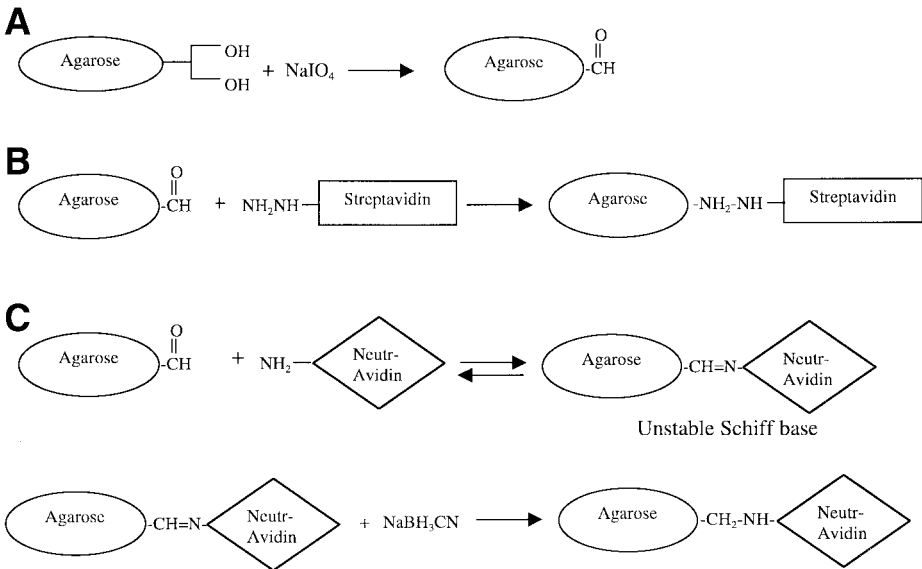 A
Agarose OH OH + NaIO₄ Agarose -CH O
B
Agarose -CH O + NH₂NH Streptavidin Agarose -NH₂-NH Streptavidin
C
Agarose -CH O + NH₂ Neutr-Avidin Agarose -CH=N- Neutr-Avidin
Unstable Schiff base
Agarose -CH=N- Neutr-Avidin + NaBH₃CN Agarose -CH₂-NH- Neutr-Avidin